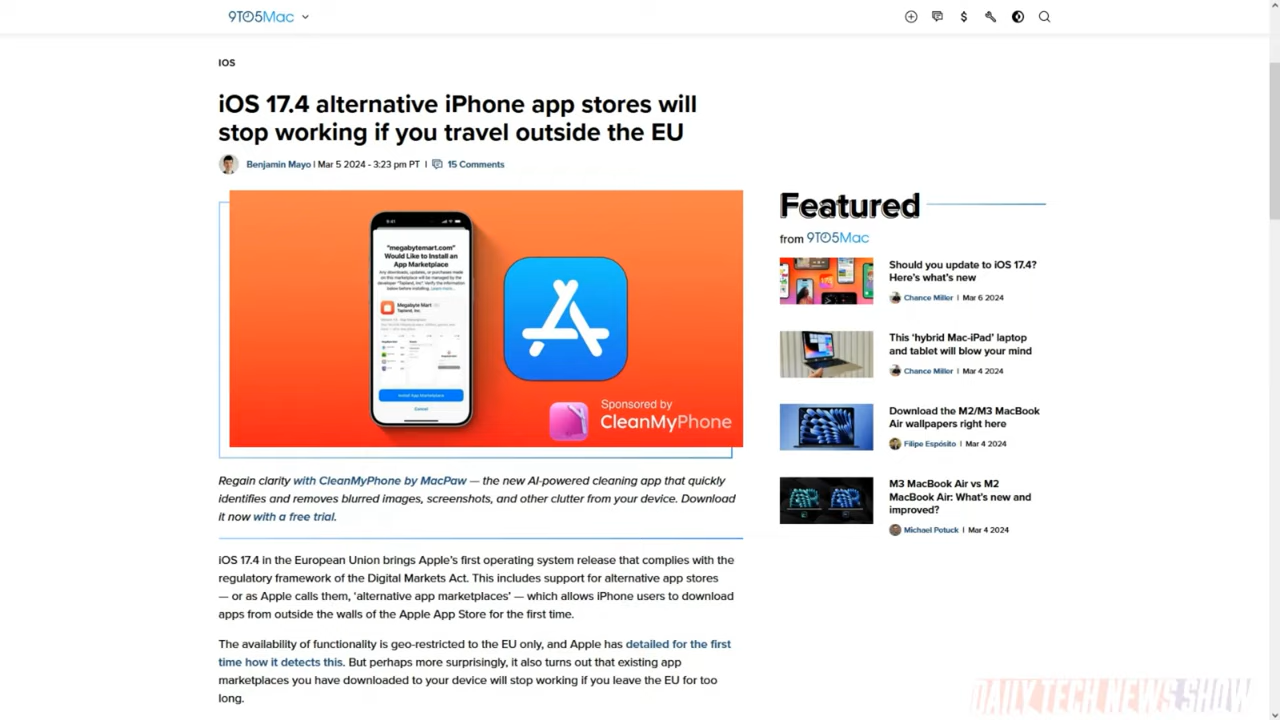 9TO5Mac
IOS
iOS 17.4 alternative iPhone app stores will
stop working if you travel outside the EU
Benjamin Mayo | Mar 5 2024 - 3:23 pm PT | 15 Comments
"megabytemart.com"
Would Like to Install an
App Marketplace
Megabyte Mart
Install App Marketplace
Cancel
Sponsored by
CleanMyPhone
Regain clarity with CleanMyPhone by MacPaw — the new AI-powered cleaning app that quickly
identifies and removes blurred images, screenshots, and other clutter from your device. Download
it now with a free trial.
iOS 17.4 in the European Union brings Apple's first operating system release that complies with the
regulatory framework of the Digital Markets Act. This includes support for alternative app stores
— or as Apple calls them, 'alternative app marketplaces' — which allows iPhone users to download
apps from outside the walls of the Apple App Store for the first time.
The availability of functionality is geo-restricted to the EU only, and Apple has detailed for the first
time how it detects this. But perhaps more surprisingly, it also turns out that existing app
marketplaces you have downloaded to your device will stop working if you leave the EU for too
long.
Featured
from 9TO5Mac
Should you update to iOS 17.4?
Here's what's new
Chance Miller | Mar 6 2024
This 'hybrid Mac-iPad' laptop
and tablet will blow your mind
Chance Miller | Mar 4 2024
Download the M2/M3 MacBook
Air wallpapers right here
Filipe Espósito | Mar 4 2024
M3 MacBook Air vs M2
MacBook Air: What's new and
improved?
Michael Potuck | Mar 4 2024
DAILY TECH NEWS SHOW